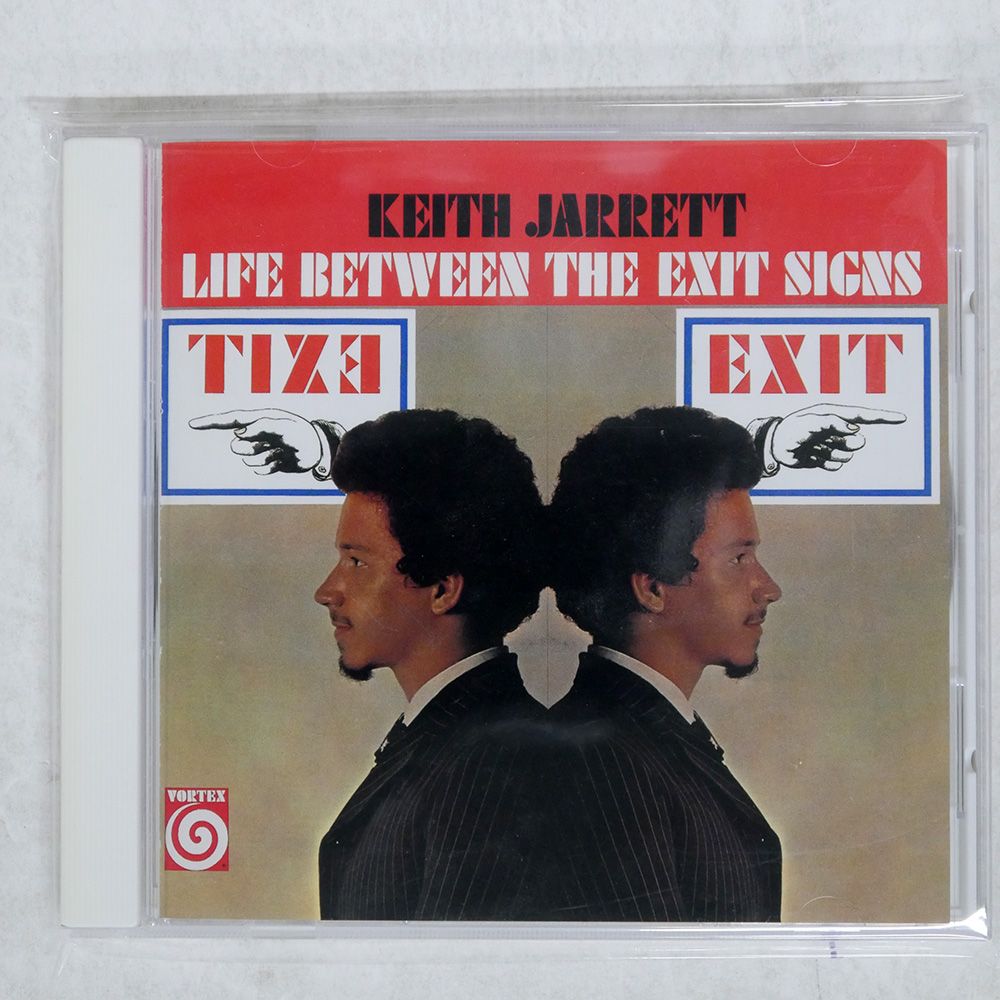 KEITH JARRETT
LIFE BETWEEN THE EXIT SIGNS
TIXE
EXIT
VORTEX